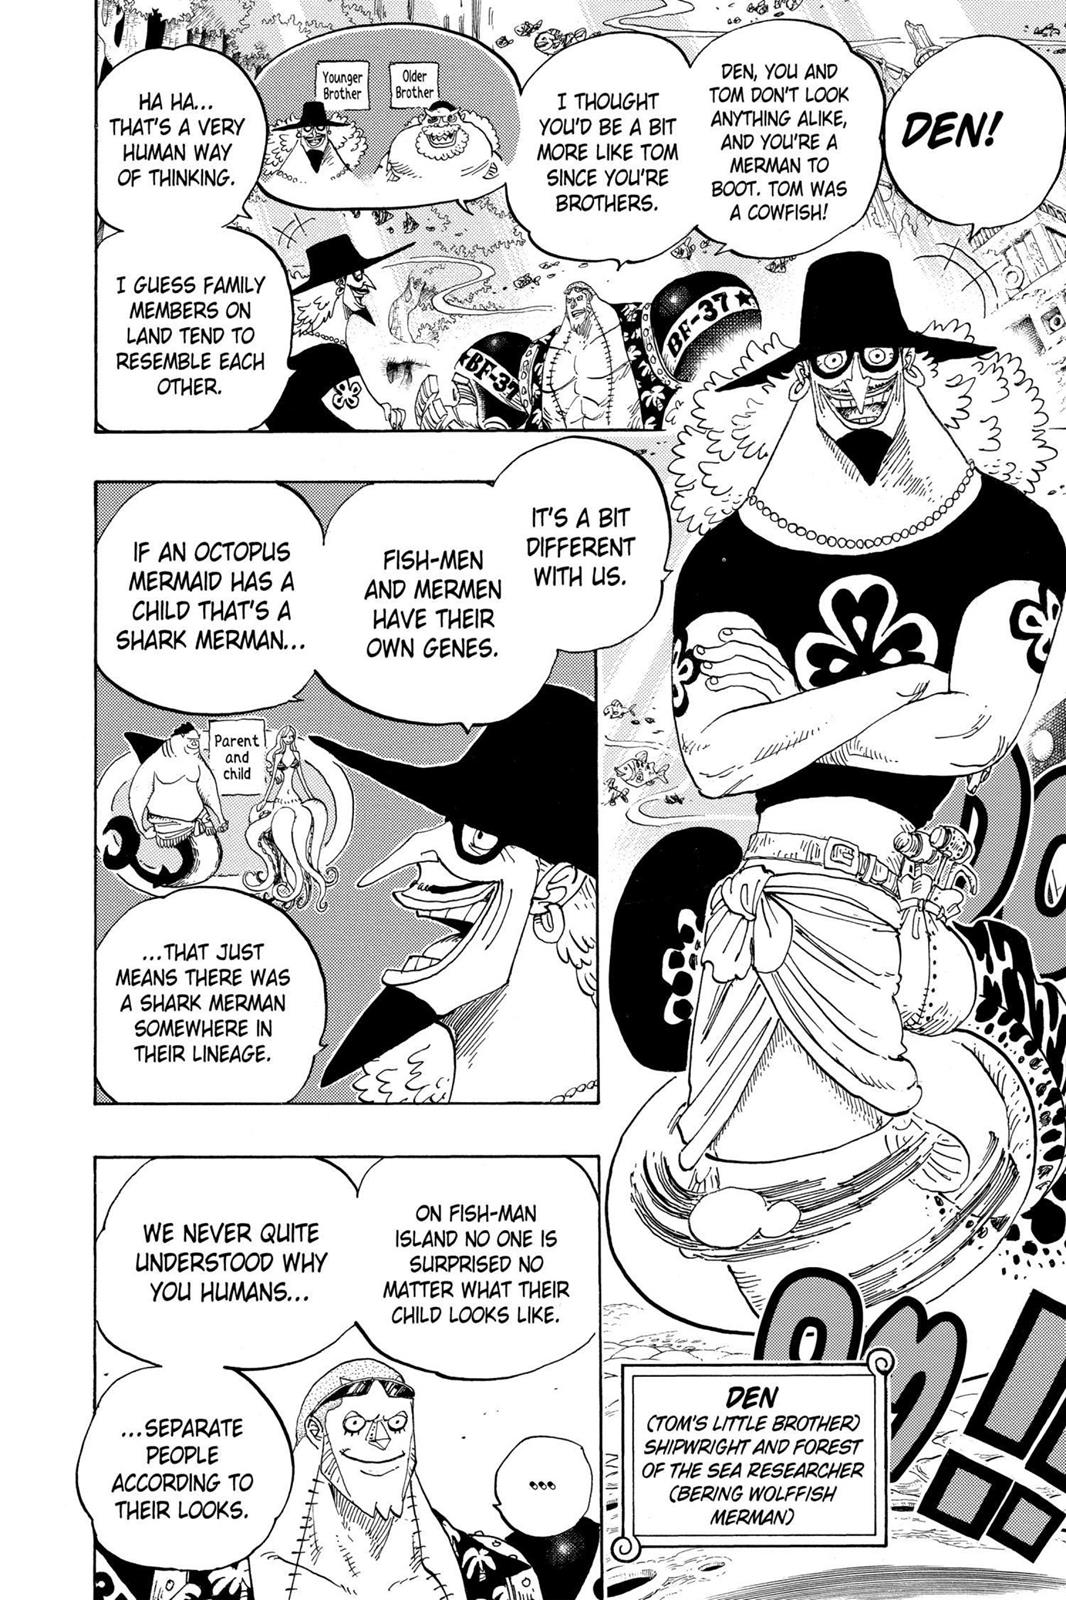 DEN!
DEN, YOU AND
TOM DON'T LOOK
ANYTHING ALIKE,
AND YOU'RE A
MERMAN TO
BOOT. TOM WAS
A COWFISH!
I THOUGHT
YOU'D BE A BIT
MORE LIKE TOM
SINCE YOU'RE
BROTHERS.
Older
Brother
Younger
Brother
HA HA...
THAT'S A VERY
HUMAN WAY
OF THINKING.
I GUESS FAMILY
MEMBERS ON
LAND TEND TO
RESEMBLE EACH
OTHER.
BF-37★
★BF-37
IT'S A BIT
DIFFERENT
WITH US.
FISH-MEN
AND MERMEN
HAVE THEIR
OWN GENES.
IF AN OCTOPUS
MERMAID HAS A
CHILD THAT'S A
SHARK MERMAN...
Parent
and
child
...THAT JUST
MEANS THERE WAS
A SHARK MERMAN
SOMEWHERE IN
THEIR LINEAGE.
DOOM!!
DEN
(TOM'S LITTLE BROTHER)
SHIPWRIGHT AND FOREST
OF THE SEA RESEARCHER
(BERING WOLFFISH
MERMAN)
ON FISH-MAN
ISLAND NO ONE IS
SURPRISED NO
MATTER WHAT THEIR
CHILD LOOKS LIKE.
WE NEVER QUITE
UNDERSTOOD WHY
YOU HUMANS...
...SEPARATE
PEOPLE
ACCORDING TO
THEIR LOOKS.
...